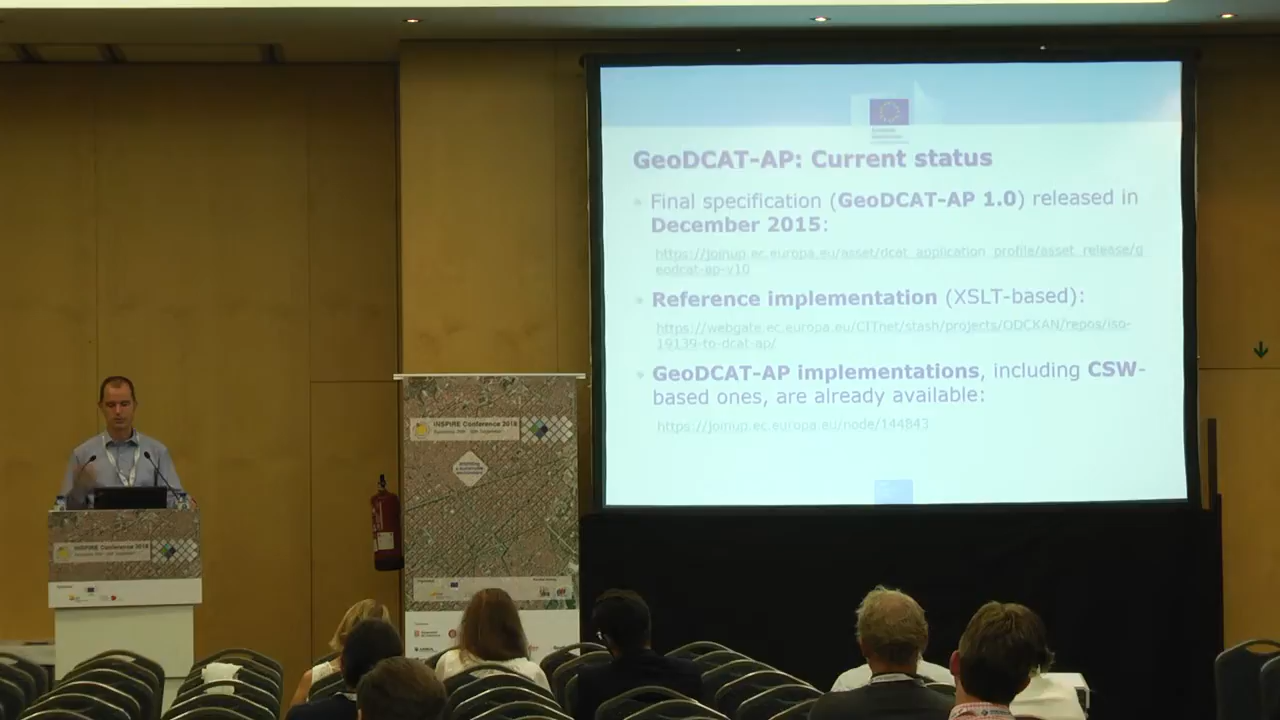 GeoDCAT-AP: Current status
Final specification (GeoDCAT-AP 1.0) released in
December 2015:
https://joinup.ec.europa.eu/asset/dcat_application_profile/asset_release/g
eodcat-ap-v10
Reference implementation (XSLT-based):
https://webgate.ec.europa.eu/CITnet/stash/projects/ODCKAN/repos/iso-
19139-to-dcat-ap/
GeoDCAT-AP implementations, including CSW-
based ones, are already available:
https://joinup.ec.europa.eu/node/144843
INSPIRE Conference 2016
INSPIRE Conference 2016